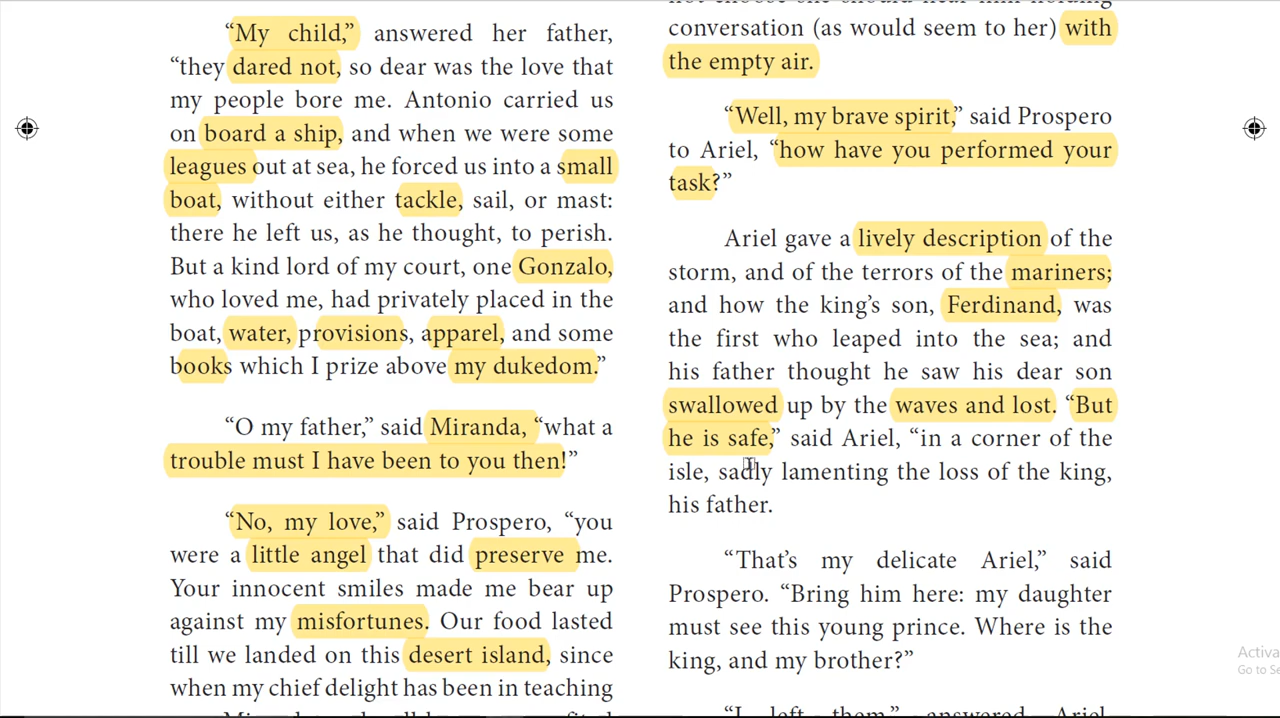 “My child,” answered her father,
“they dared not, so dear was the love that
my people bore me. Antonio carried us
on board a ship, and when we were some
leagues out at sea, he forced us into a small
boat, without either tackle, sail, or mast:
there he left us, as he thought, to perish.
But a kind lord of my court, one Gonzalo,
who loved me, had privately placed in the
boat, water, provisions, apparel, and some
books which I prize above my dukedom.”
“O my father,” said Miranda, “what a
trouble must I have been to you then!”
“No, my love,” said Prospero, “you
were a little angel that did preserve me.
Your innocent smiles made me bear up
against my misfortunes. Our food lasted
till we landed on this desert island, since
when my chief delight has been in teaching
conversation (as would seem to her) with
the empty air.
“Well, my brave spirit,” said Prospero
to Ariel, “how have you performed your
task?”
Ariel gave a lively description of the
storm, and of the terrors of the mariners;
and how the king’s son, Ferdinand, was
the first who leaped into the sea; and
his father thought he saw his dear son
swallowed up by the waves and lost. “But
he is safe,” said Ariel, “in a corner of the
isle, sadly lamenting the loss of the king,
his father.
“That’s my delicate Ariel,” said
Prospero. “Bring him here: my daughter
must see this young prince. Where is the
king, and my brother?”
“I left them,” answered Ariel
Activa
Go to Se